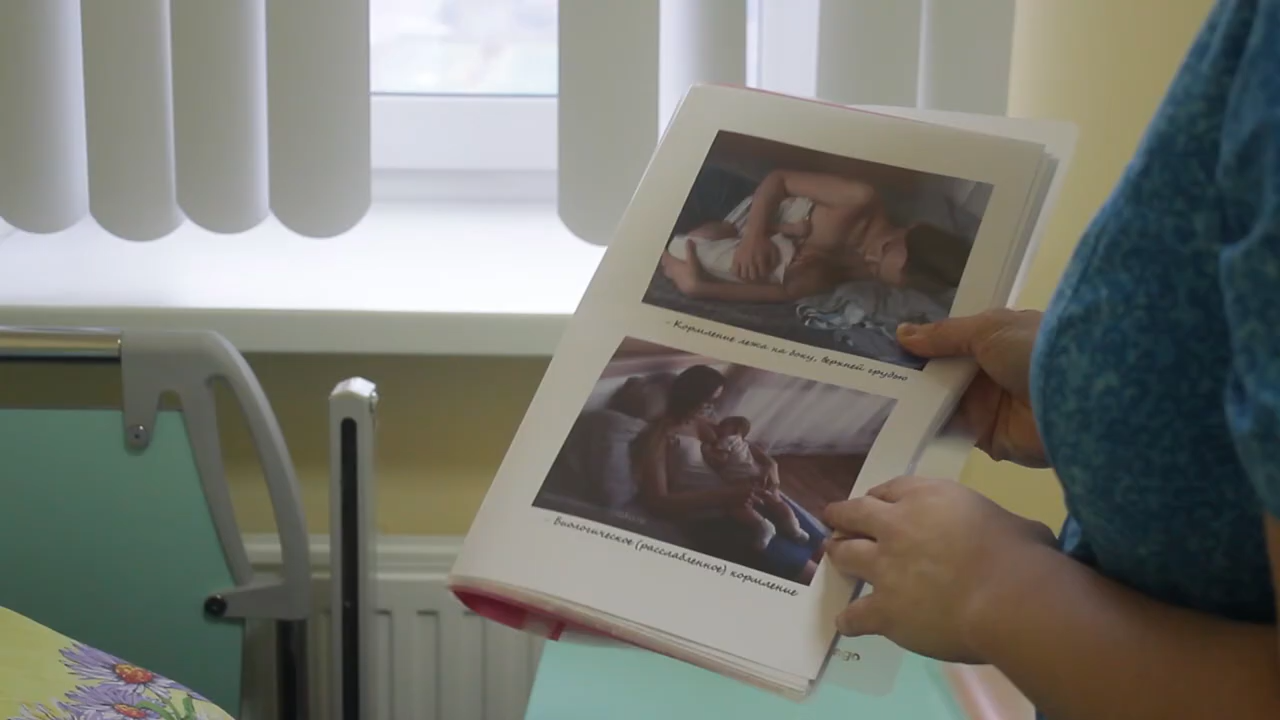 - Кормление лежа на боку, верхней грудью
- Биологическое (расслабленное) кормление